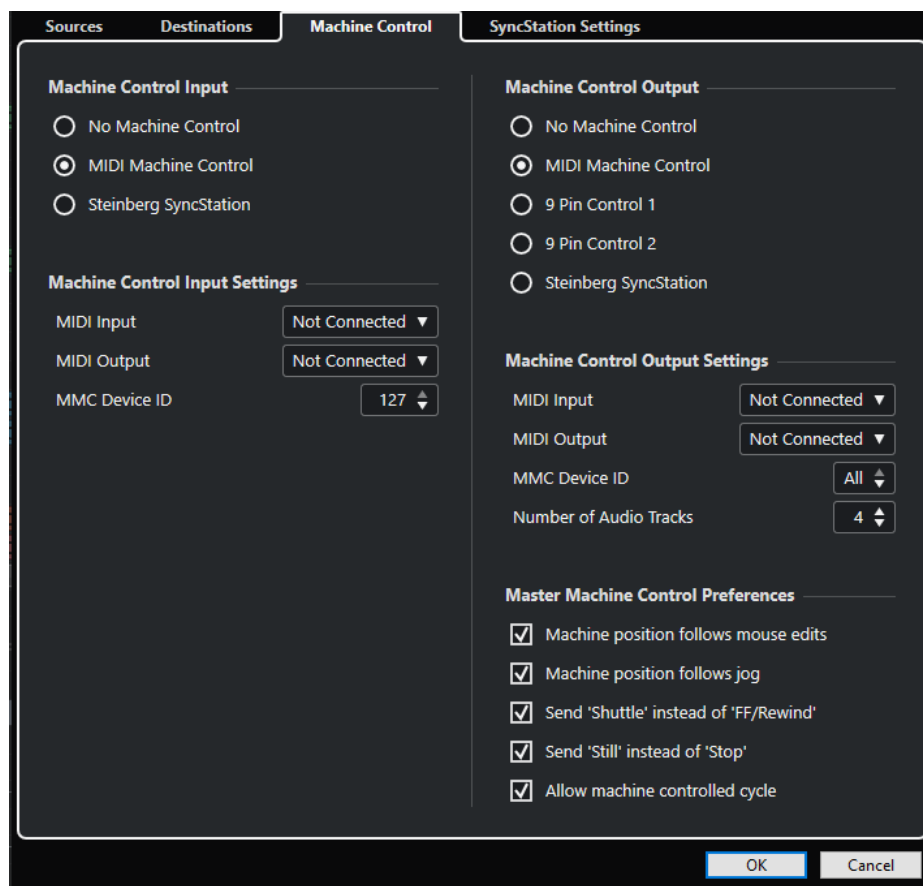 Sources Destinations Machine Control SyncStation Settings
Machine Control Input
No Machine Control
MIDI Machine Control
Steinberg SyncStation
Machine Control Input Settings
MIDI Input Not Connected
MIDI Output Not Connected
MMC Device ID 127
Machine Control Output
No Machine Control
MIDI Machine Control
9 Pin Control 1
9 Pin Control 2
Steinberg SyncStation
Machine Control Output Settings
MIDI Input Not Connected
MIDI Output Not Connected
MMC Device ID All
Number of Audio Tracks 4
Master Machine Control Preferences
Machine position follows mouse edits
Machine position follows jog
Send 'Shuttle' instead of 'FF/Rewind'
Send 'Still' instead of 'Stop'
Allow machine controlled cycle
OK Cancel